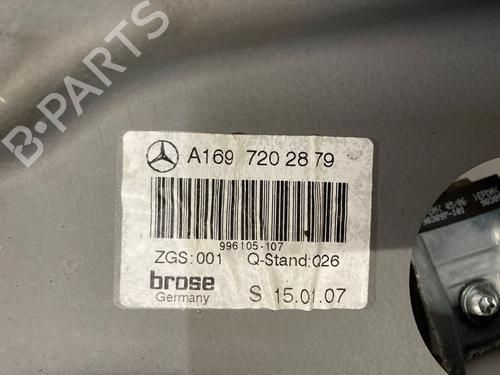 B-PARTS
A169 720 28 79
996105-107
ZGS:001 Q-Stand:026
brose
Germany S 15.01.07